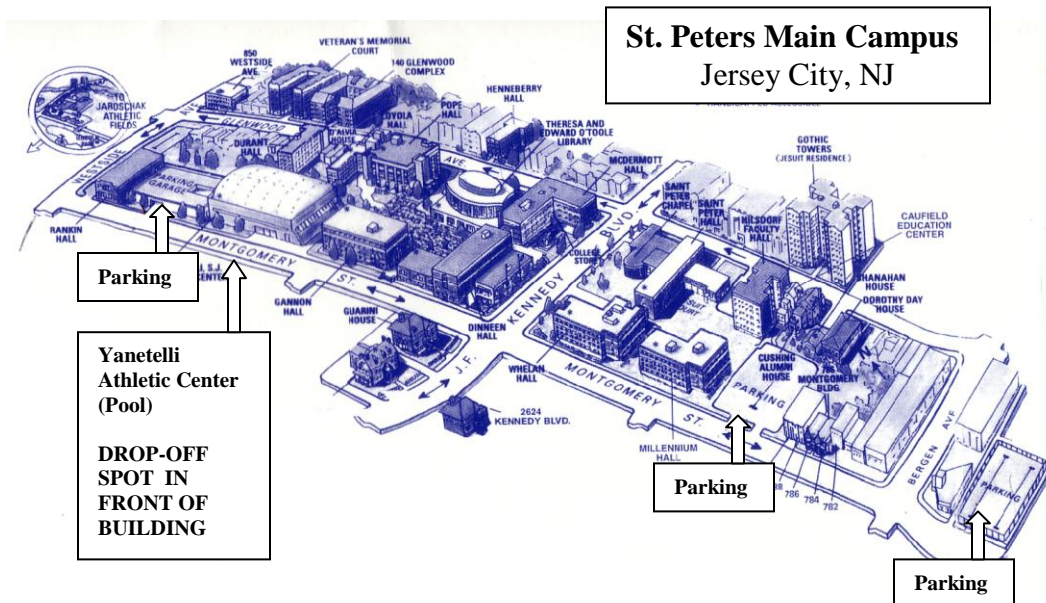 St. Peters Main Campus
Jersey City, NJ
VETERAN'S MEMORIAL
COURT
850
WESTSIDE
AVE.
140 GLENWOOD
COMPLEX
HENNEBERRY
HALL
POPE
HALL
LOYOLA
HALL
TO
JAROSCHAK
ATHLETIC
FIELDS
GLENWOOD
AVE.
D'ALVIA
HOUSE
DURANT
HALL
THERESA AND
EDWARD O'TOOLE
LIBRARY
MCDERMOTT
HALL
GOTHIC
TOWERS
(JESUIT RESIDENCE)
WESTSIDE
PARKING
GARAGE
SAINT
PETER
CHAPEL
SAINT
PETER
HALL
HILSDORF
FACULTY
HALL
CAUFIELD
EDUCATION
CENTER
RANKIN
HALL
MONTGOMERY
ST.
J.F.
KENNEDY
BLVD
COLLEGE
STORE
SHANAHAN
HOUSE
DOROTHY DAY
HOUSE
Parking
GANNON
HALL
GUARINI
HOUSE
DINNEEN
HALL
WHELAN
HALL
MONTGOMERY
ST.
CUSHING
ALUMNI
HOUSE
MONTGOMERY
BLDG.
N
PARKING
2624
KENNEDY BLVD.
MILLENNIUM
HALL
BERGEN AVE
PARKING
786
784
782
Yanetelli
Athletic Center
(Pool)
DROP-OFF
SPOT IN
FRONT OF
BUILDING
Parking
Parking